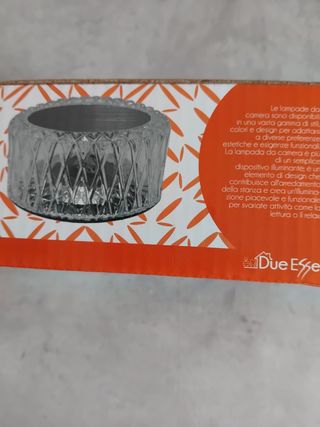 Le lampade da
camera sono disponibili
in una vasta gamma di stili,
colori e design per adattarsi
a diverse preferenze
estetiche e esigenze funzionali.
La lampada da camera è più
di un semplice
dispositivo illuminante; è un
elemento di design che
contribuisce all'arredamento
della stanza e crea un'illumina-
zione piacevole e funzionale
per svariate attività come la
lettura o il relax
Due Esse